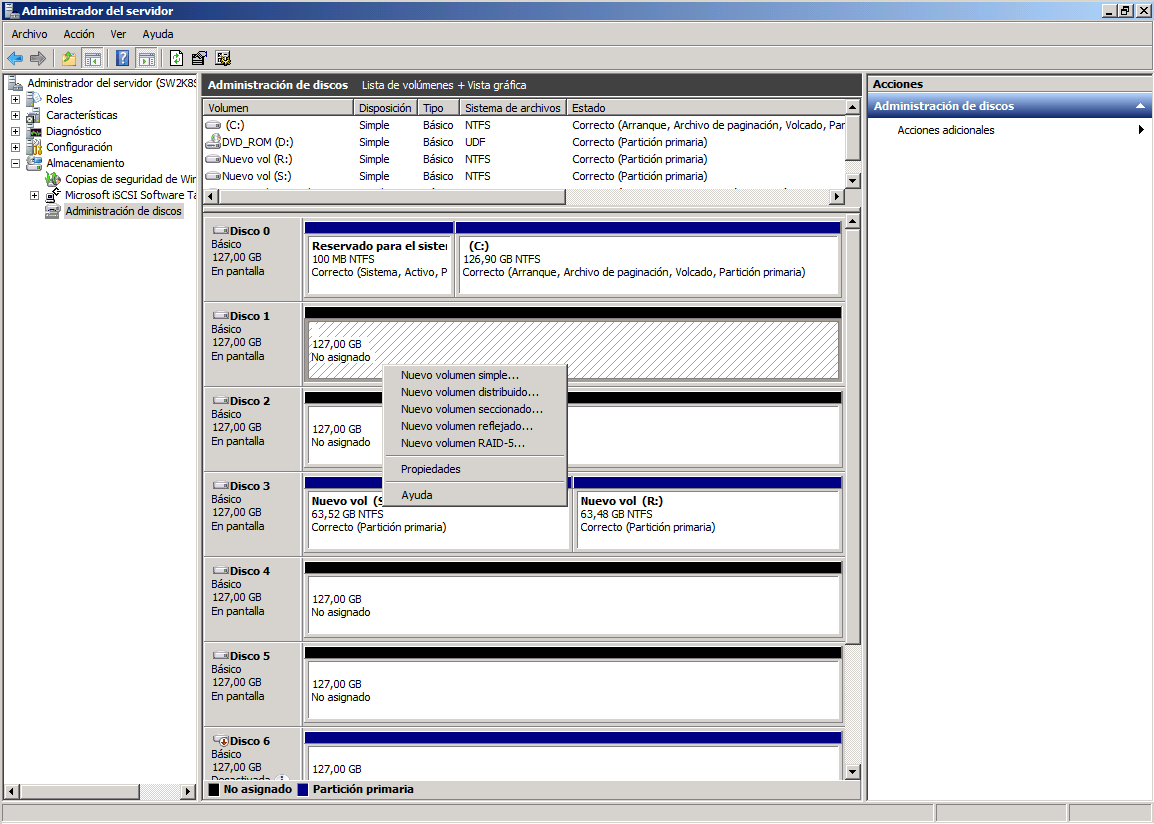 Administrador del servidor
Archivo Acción Ver Ayuda
Administrador del servidor (SW2K8S
Roles
Características
Diagnóstico
Configuración
Almacenamiento
Copias de seguridad de Win
Microsoft iSCSI Software Ta
Administración de discos
Administración de discos Lista de volúmenes + Vista gráfica
Volumen Disposición Tipo Sistema de archivos Estado
(C:) Simple Básico NTFS Correcto (Arranque, Archivo de paginación, Volcado, Par
DVD_ROM (D:) Simple Básico UDF Correcto (Partición primaria)
Nuevo vol (R:) Simple Básico NTFS Correcto (Partición primaria)
Nuevo vol (S:) Simple Básico NTFS Correcto (Partición primaria)
Disco 0
Básico
127,00 GB
En pantalla
Reservado para el sister
100 MB NTFS
Correcto (Sistema, Activo, P
(C:)
126,90 GB NTFS
Correcto (Arranque, Archivo de paginación, Volcado, Partición primaria)
Disco 1
Básico
127,00 GB
En pantalla
127,00 GB
No asignado
Nuevo volumen simple...
Nuevo volumen distribuido...
Nuevo volumen seccionado...
Nuevo volumen reflejado...
Nuevo volumen RAID-5...
Propiedades
Ayuda
Disco 2
Básico
127,00 GB
En pantalla
127,00 GB
No asignado
Disco 3
Básico
127,00 GB
En pantalla
Nuevo vol (S
63,52 GB NTFS
Correcto (Partición primaria)
Nuevo vol (R:)
63,48 GB NTFS
Correcto (Partición primaria)
Disco 4
Básico
127,00 GB
En pantalla
127,00 GB
No asignado
Disco 5
Básico
127,00 GB
En pantalla
127,00 GB
No asignado
Disco 6
Básico
127,00 GB
Desactivada
127,00 GB
No asignado Partición primaria
Acciones
Administración de discos
Acciones adicionales